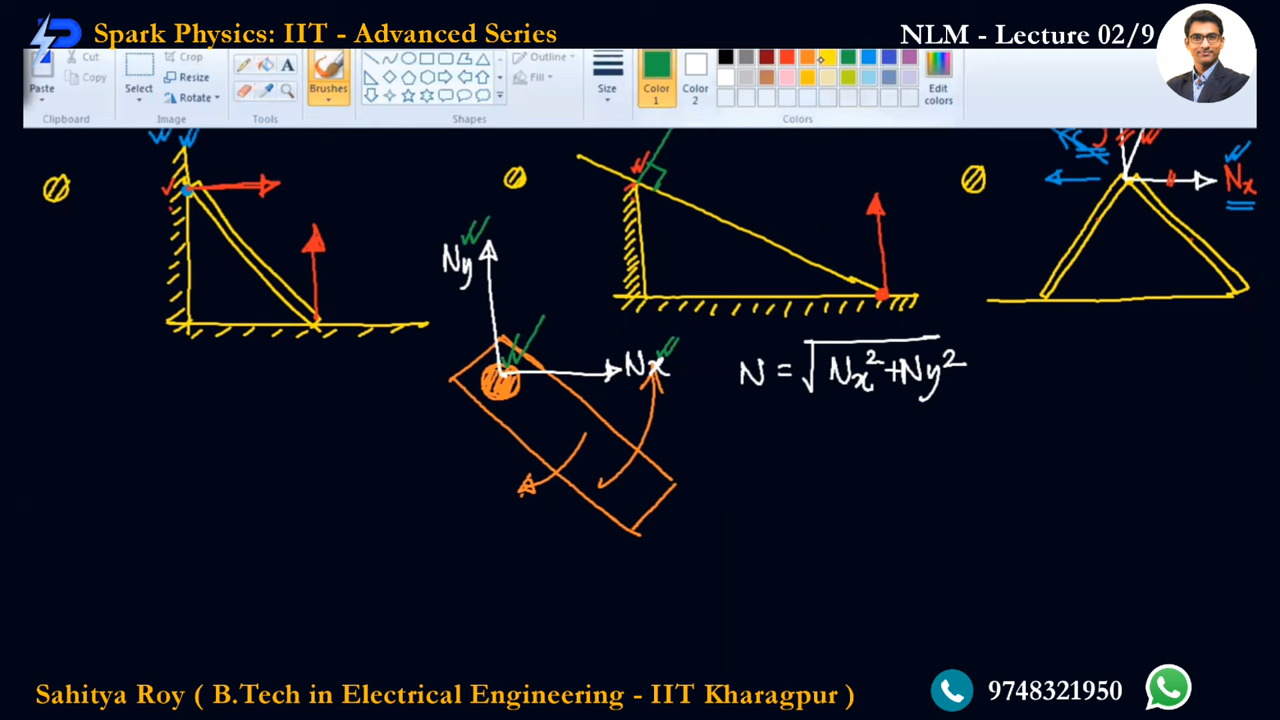 Spark Physics: IIT - Advanced Series
NLM - Lecture 02/9
Paste
Cut
Copy
Clipboard
Select
Crop
Resize
Rotate
Image
A
Tools
Brushes
Shapes
Outline
Fill
Size
Color
1
Color
2
Edit
colors
Colors
Nx
Ny
Nx
N = √Nx²+Ny²
Sahitya Roy ( B.Tech in Electrical Engineering - IIT Kharagpur )
9748321950